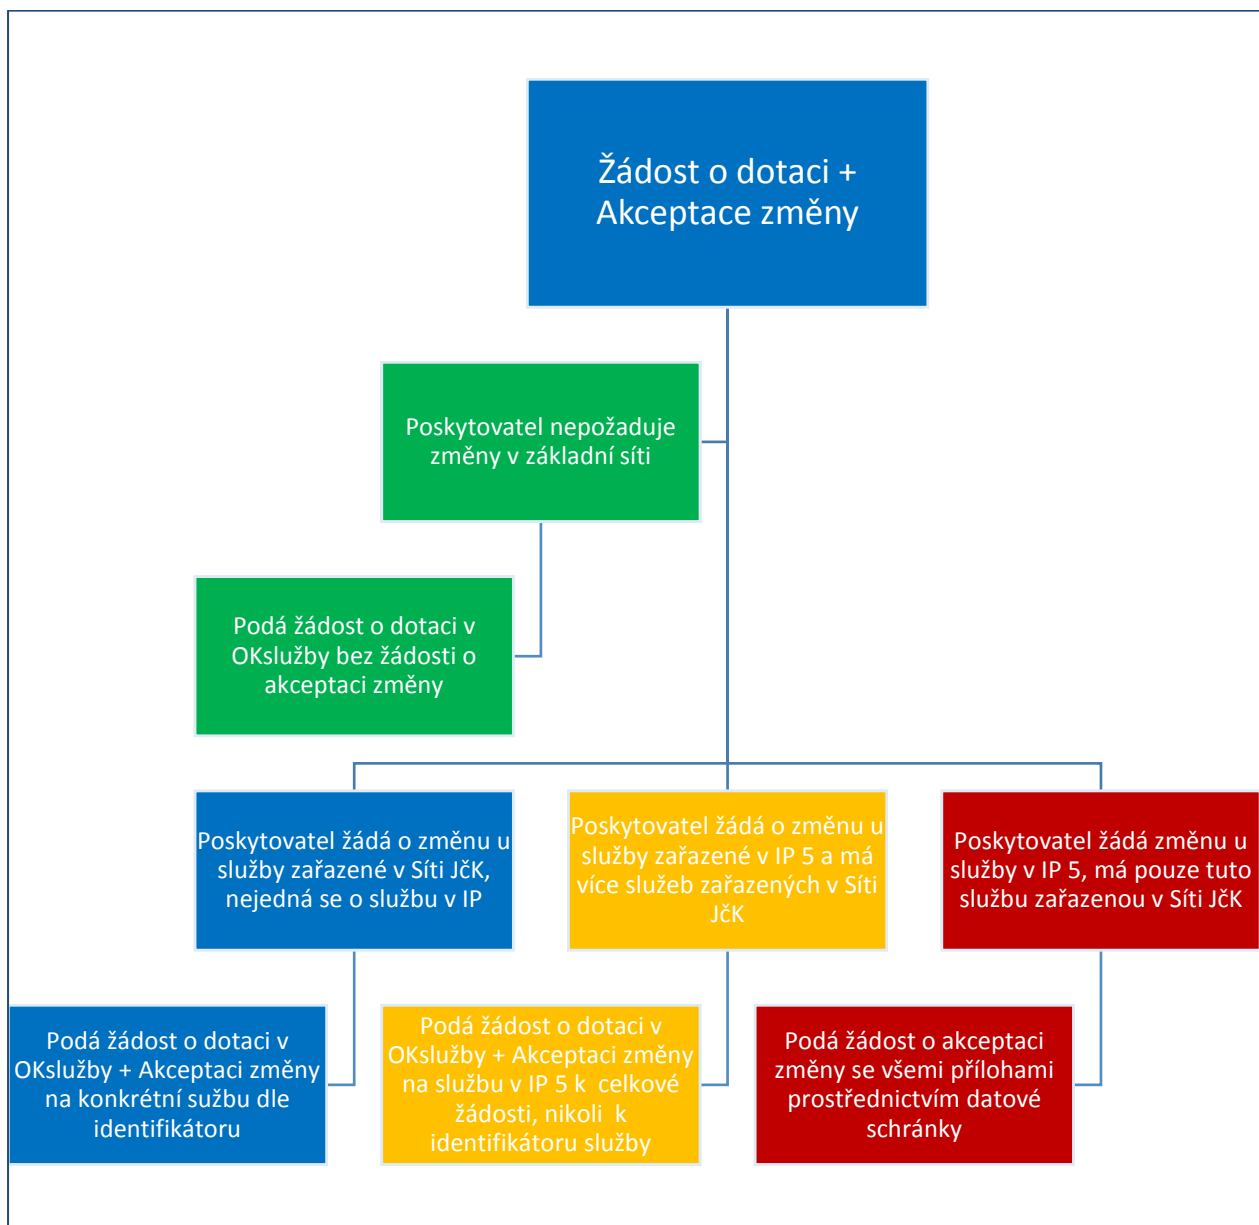 Žádost o dotaci +
Akceptace změny
Poskytovatel nepožaduje
změny v základní síti
Podá žádost o dotaci v
OKslužby bez žádosti o
akceptaci změny
Poskytovatel žádá o změnu u
služby zařazené v Síti JčK,
nejedná se o službu v IP
Poskytovatel žádá o změnu u
služby zařazené v IP 5 a má
více služeb zařazených v Síti
JčK
Poskytovatel žádá změnu u
služby v IP 5, má pouze tuto
službu zařazenou v Síti JčK
Podá žádost o dotaci v
OKslužby + Akceptaci změny
na konkrétní sužbu dle
identifikátoru
Podá žádost o dotaci v
OKslužby + Akceptaci změny
na službu v IP 5 k  celkové
žádosti, nikoli  k
identifikátoru služby
Podá žádost o akceptaci
změny se všemi přílohami
prostřednictvím datové
schránky